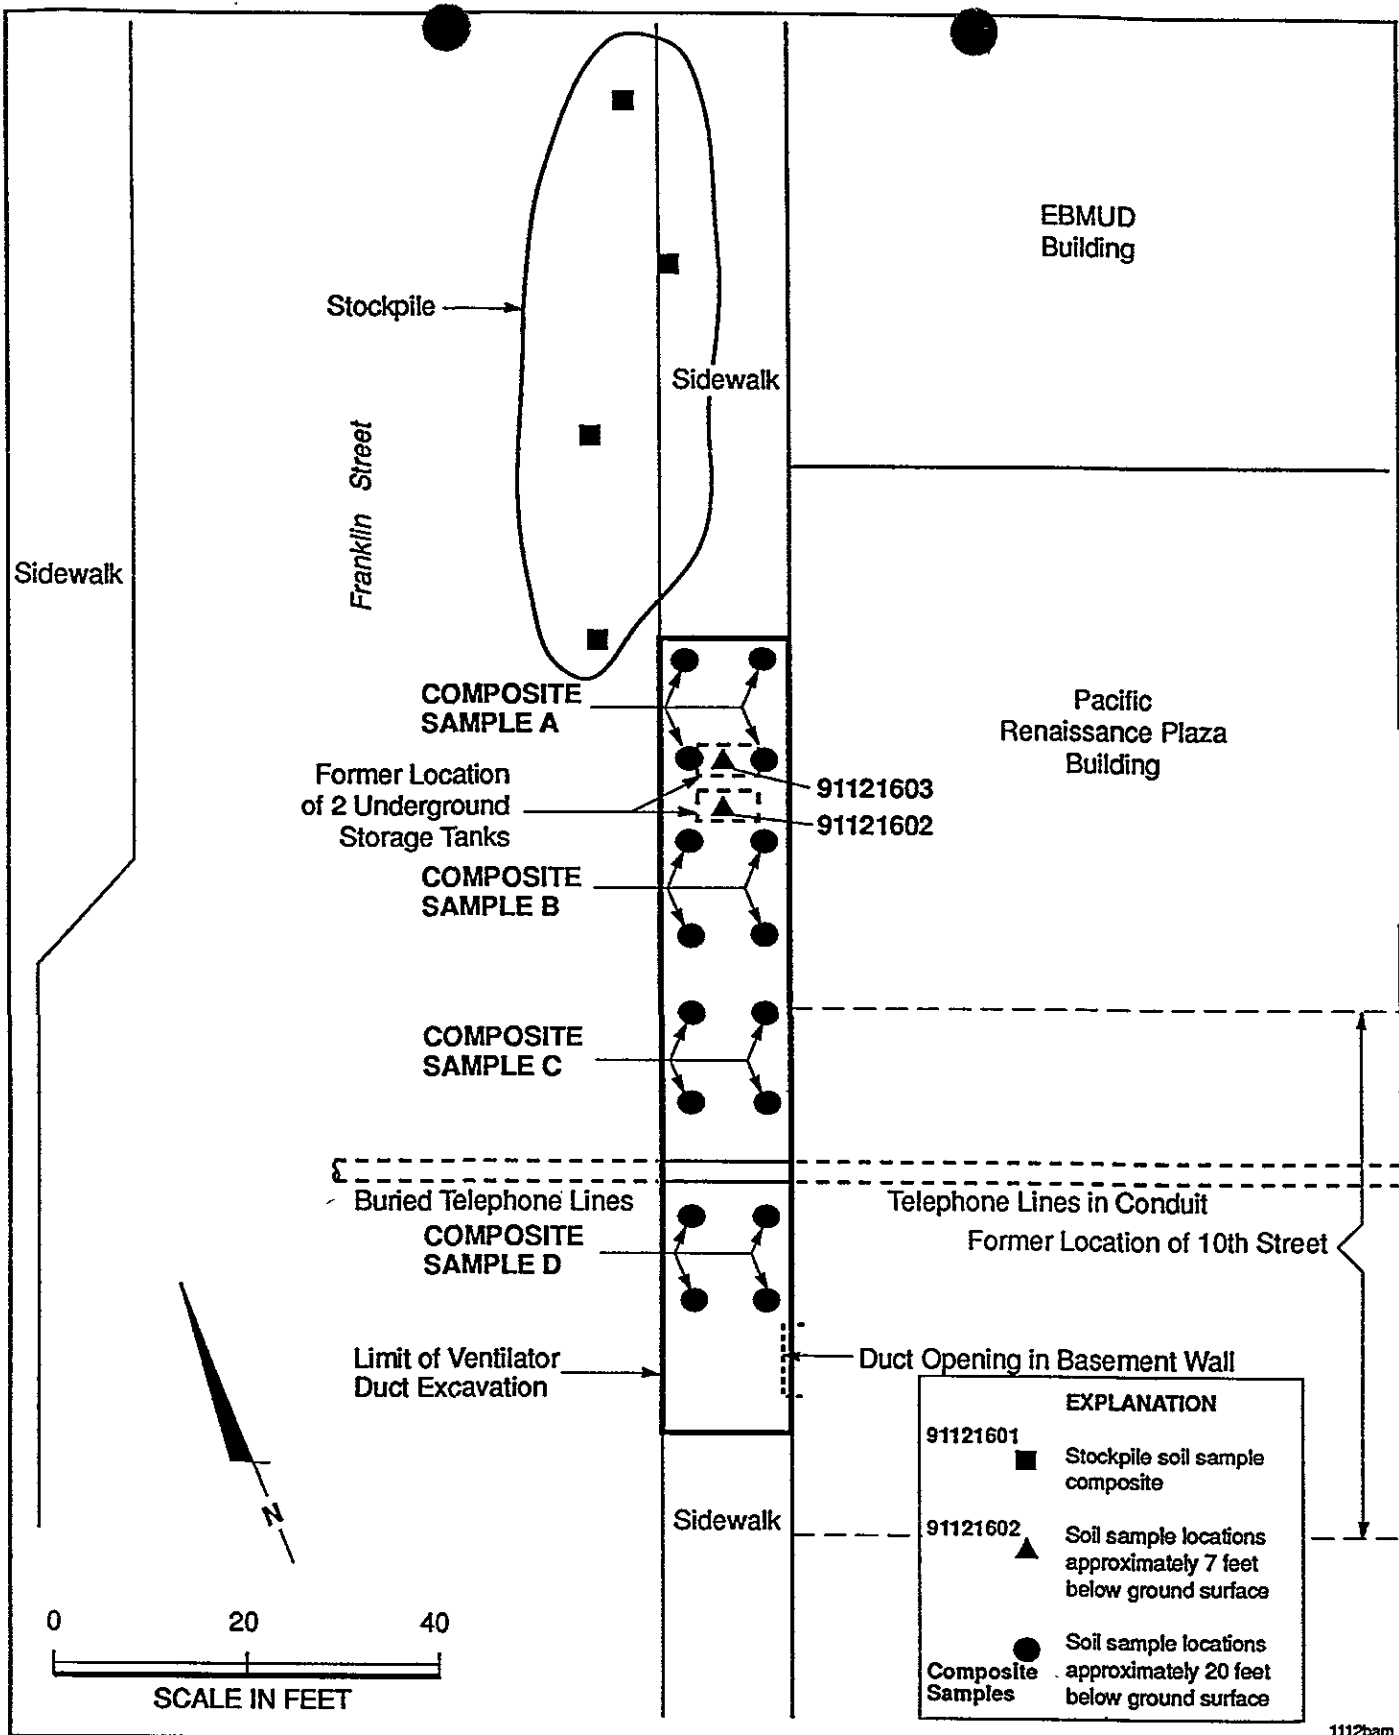 EBMUD
Building
Stockpile
Sidewalk
Franklin Street
Sidewalk
COMPOSITE
SAMPLE A
Pacific
Renaissance Plaza
Building
Former Location
of 2 Underground
Storage Tanks
91121603
91121602
COMPOSITE
SAMPLE B
COMPOSITE
SAMPLE C
Buried Telephone Lines
Telephone Lines in Conduit
COMPOSITE
SAMPLE D
Former Location of 10th Street
Limit of Ventilator
Duct Excavation
Duct Opening in Basement Wall
N
Sidewalk
0 20 40
SCALE IN FEET
EXPLANATION
91121601
Stockpile soil sample
composite
91121602
Soil sample locations
approximately 7 feet
below ground surface
Composite
Samples
Soil sample locations
approximately 20 feet
below ground surface
1112bam